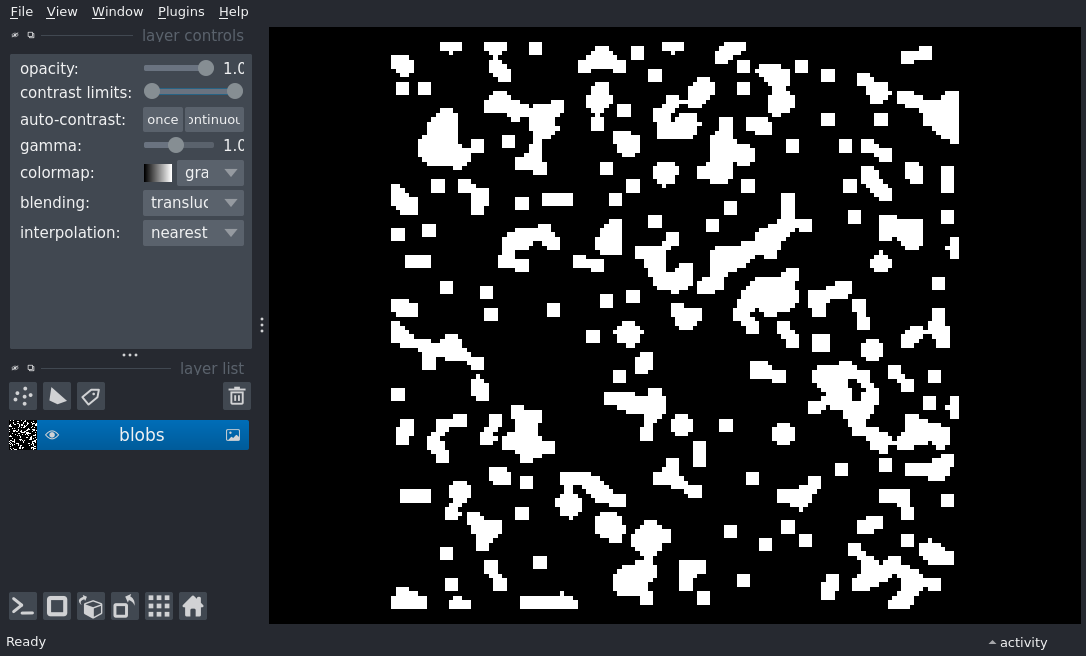 File View Window Plugins Help
layer controls
opacity: 1.0
contrast limits:
auto-contrast: once ontinuou
gamma: 1.0
colormap: gra
blending: transluc
interpolation: nearest
layer list
blobs
Ready
activity